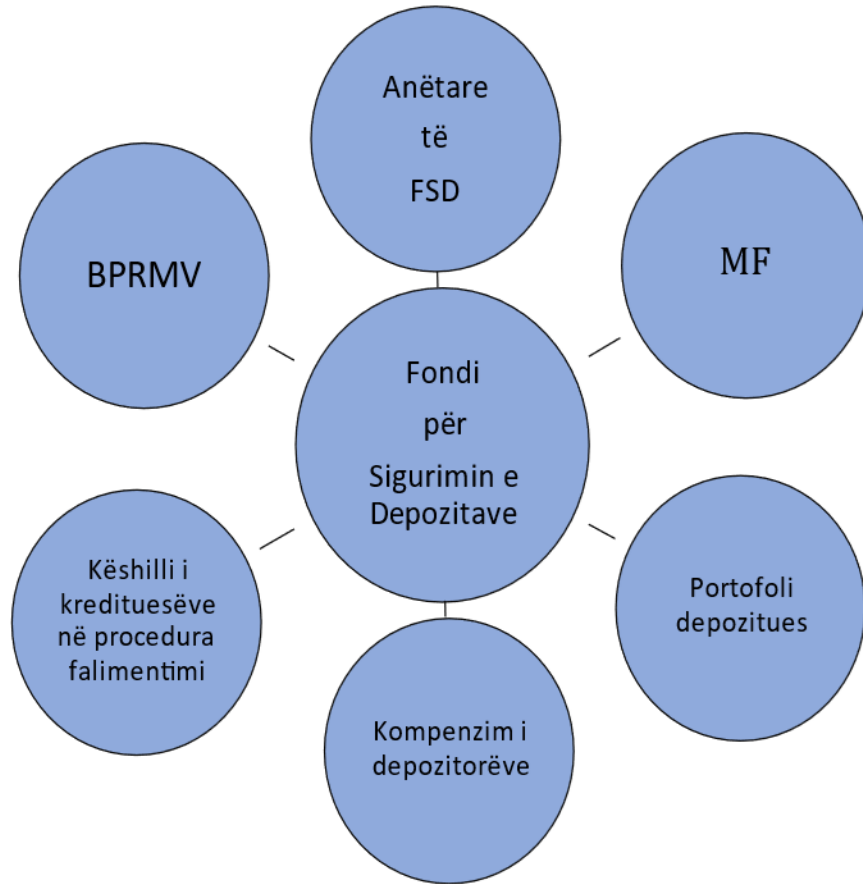 Anëtare
të
FSD
BPRMV
MF
Fondi
për
Sigurimin e
Depozitave
Këshilli i
kredituesëve
në procedura
falimentimi
Portofoli
depozitues
Kompenzim i
depozitorëve